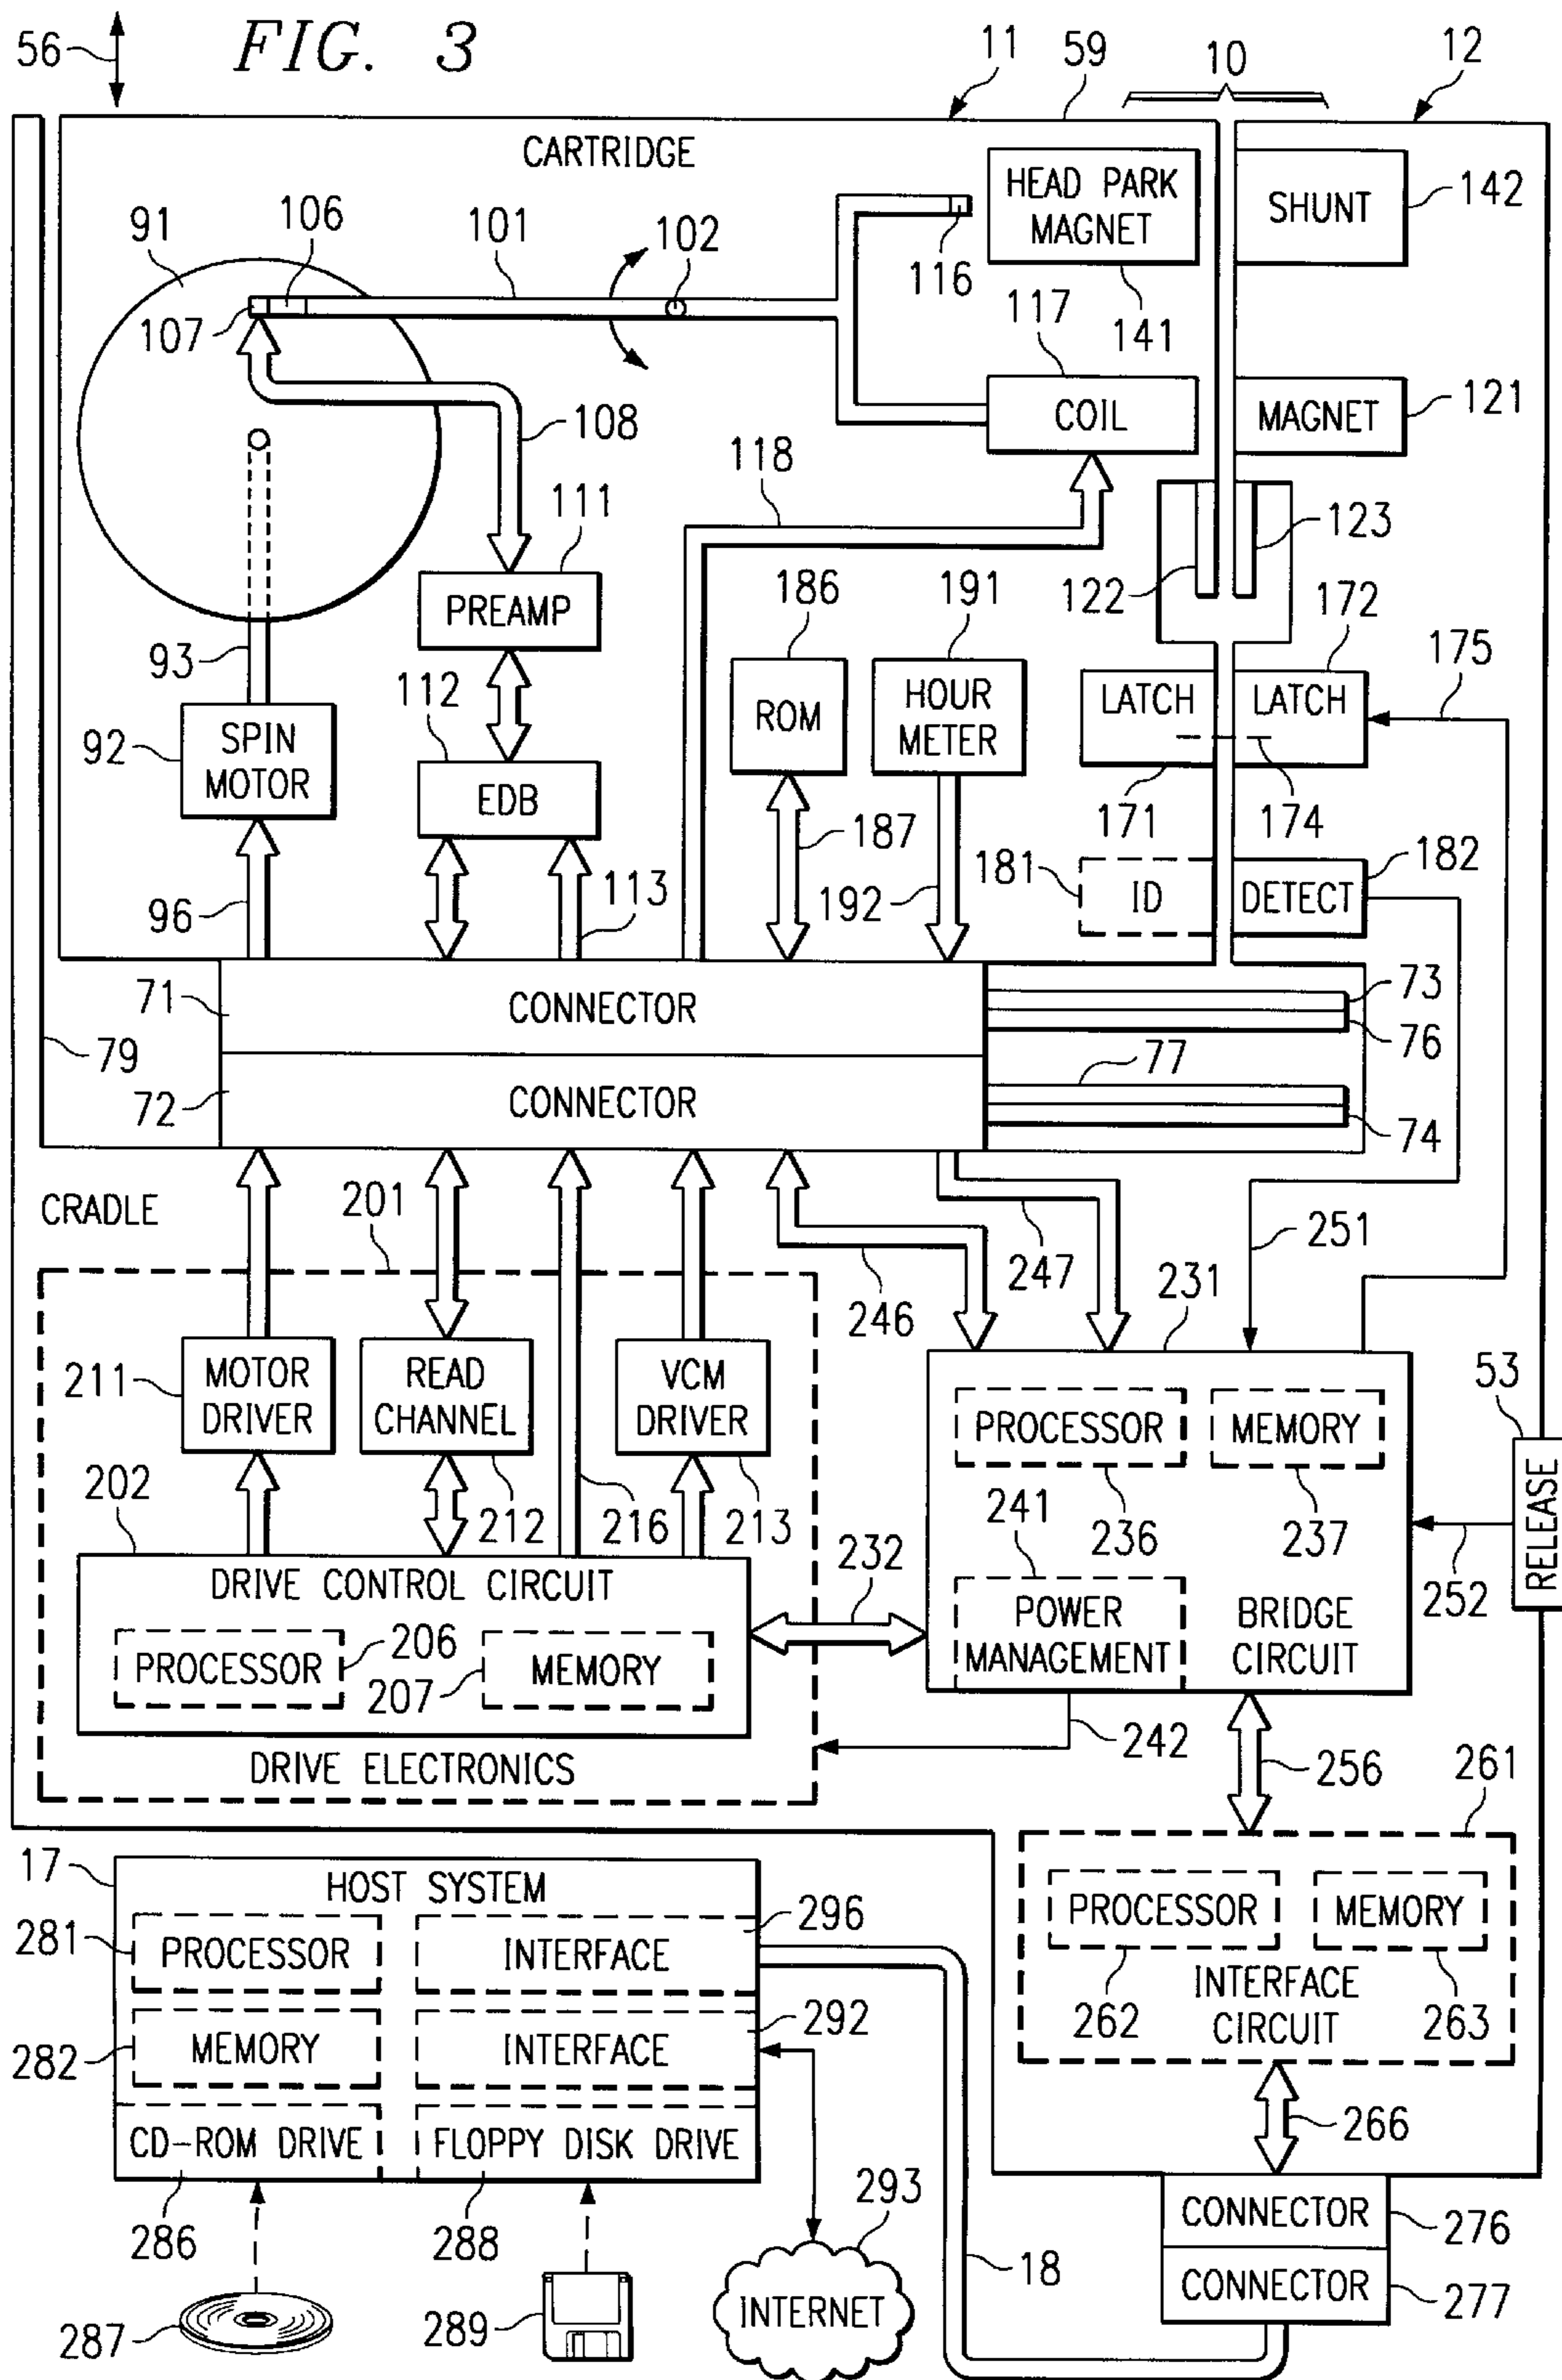 FIG. 3
56
11
59
10
12
CARTRIDGE
HEAD PARK
MAGNET
SHUNT
142
91
106
101
102
116
107
117
141
COIL
MAGNET
121
108
118
111
123
PREAMP
186
191
122
172
93
112
175
ROM
HOUR
METER
LATCH
LATCH
92
SPIN
MOTOR
EDB
187
171
174
181
182
96
113
192
ID
DETECT
71
CONNECTOR
73
76
79
77
72
CONNECTOR
74
CRADLE
201
251
247
246
231
211
MOTOR
DRIVER
READ
CHANNEL
VCM
DRIVER
53
PROCESSOR
MEMORY
202
212
216
213
241
236
237
RELEASE
232
252
DRIVE CONTROL CIRCUIT
POWER
MANAGEMENT
BRIDGE
CIRCUIT
PROCESSOR
206
207
MEMORY
242
DRIVE ELECTRONICS
256
261
17
HOST SYSTEM
296
PROCESSOR
MEMORY
281
PROCESSOR
INTERFACE
262
INTERFACE
CIRCUIT
263
292
282
MEMORY
INTERFACE
CD-ROM DRIVE
FLOPPY DISK DRIVE
266
293
286
288
CONNECTOR
276
18
287
289
INTERNET
CONNECTOR
277